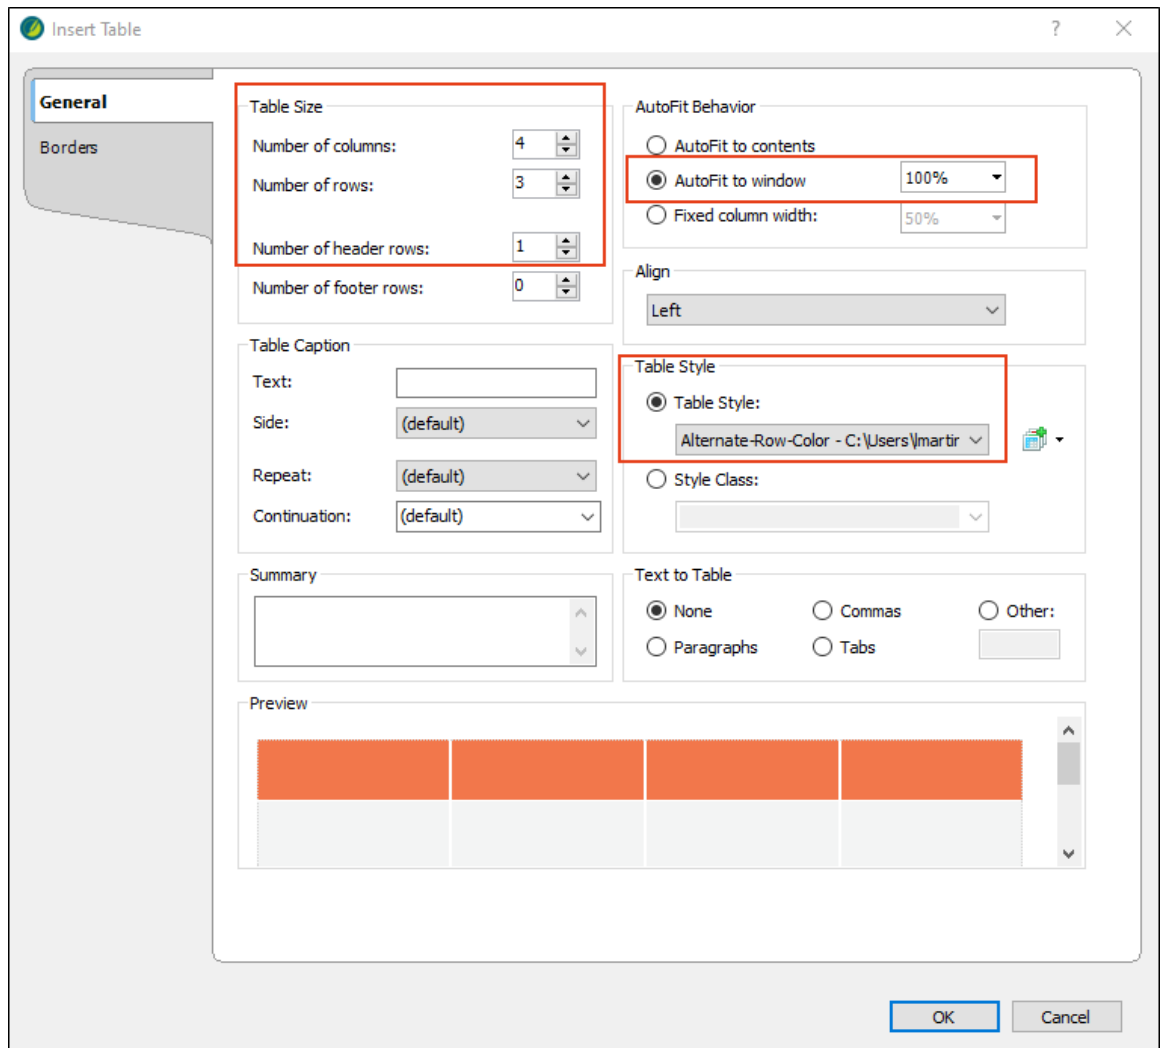 Insert Table
?
General
Borders
Table Size
Number of columns: 4
Number of rows: 3
Number of header rows: 1
Number of footer rows: 0
Table Caption
Text:
Side: (default)
Repeat: (default)
Continuation: (default)
Summary
AutoFit Behavior
AutoFit to contents
AutoFit to window 100%
Fixed column width: 50%
Align
Left
Table Style
Table Style:
Alternate-Row-Color - C:\Users\lmartir
Style Class:
Text to Table
None Commas Other:
Paragraphs Tabs
Preview
OK Cancel